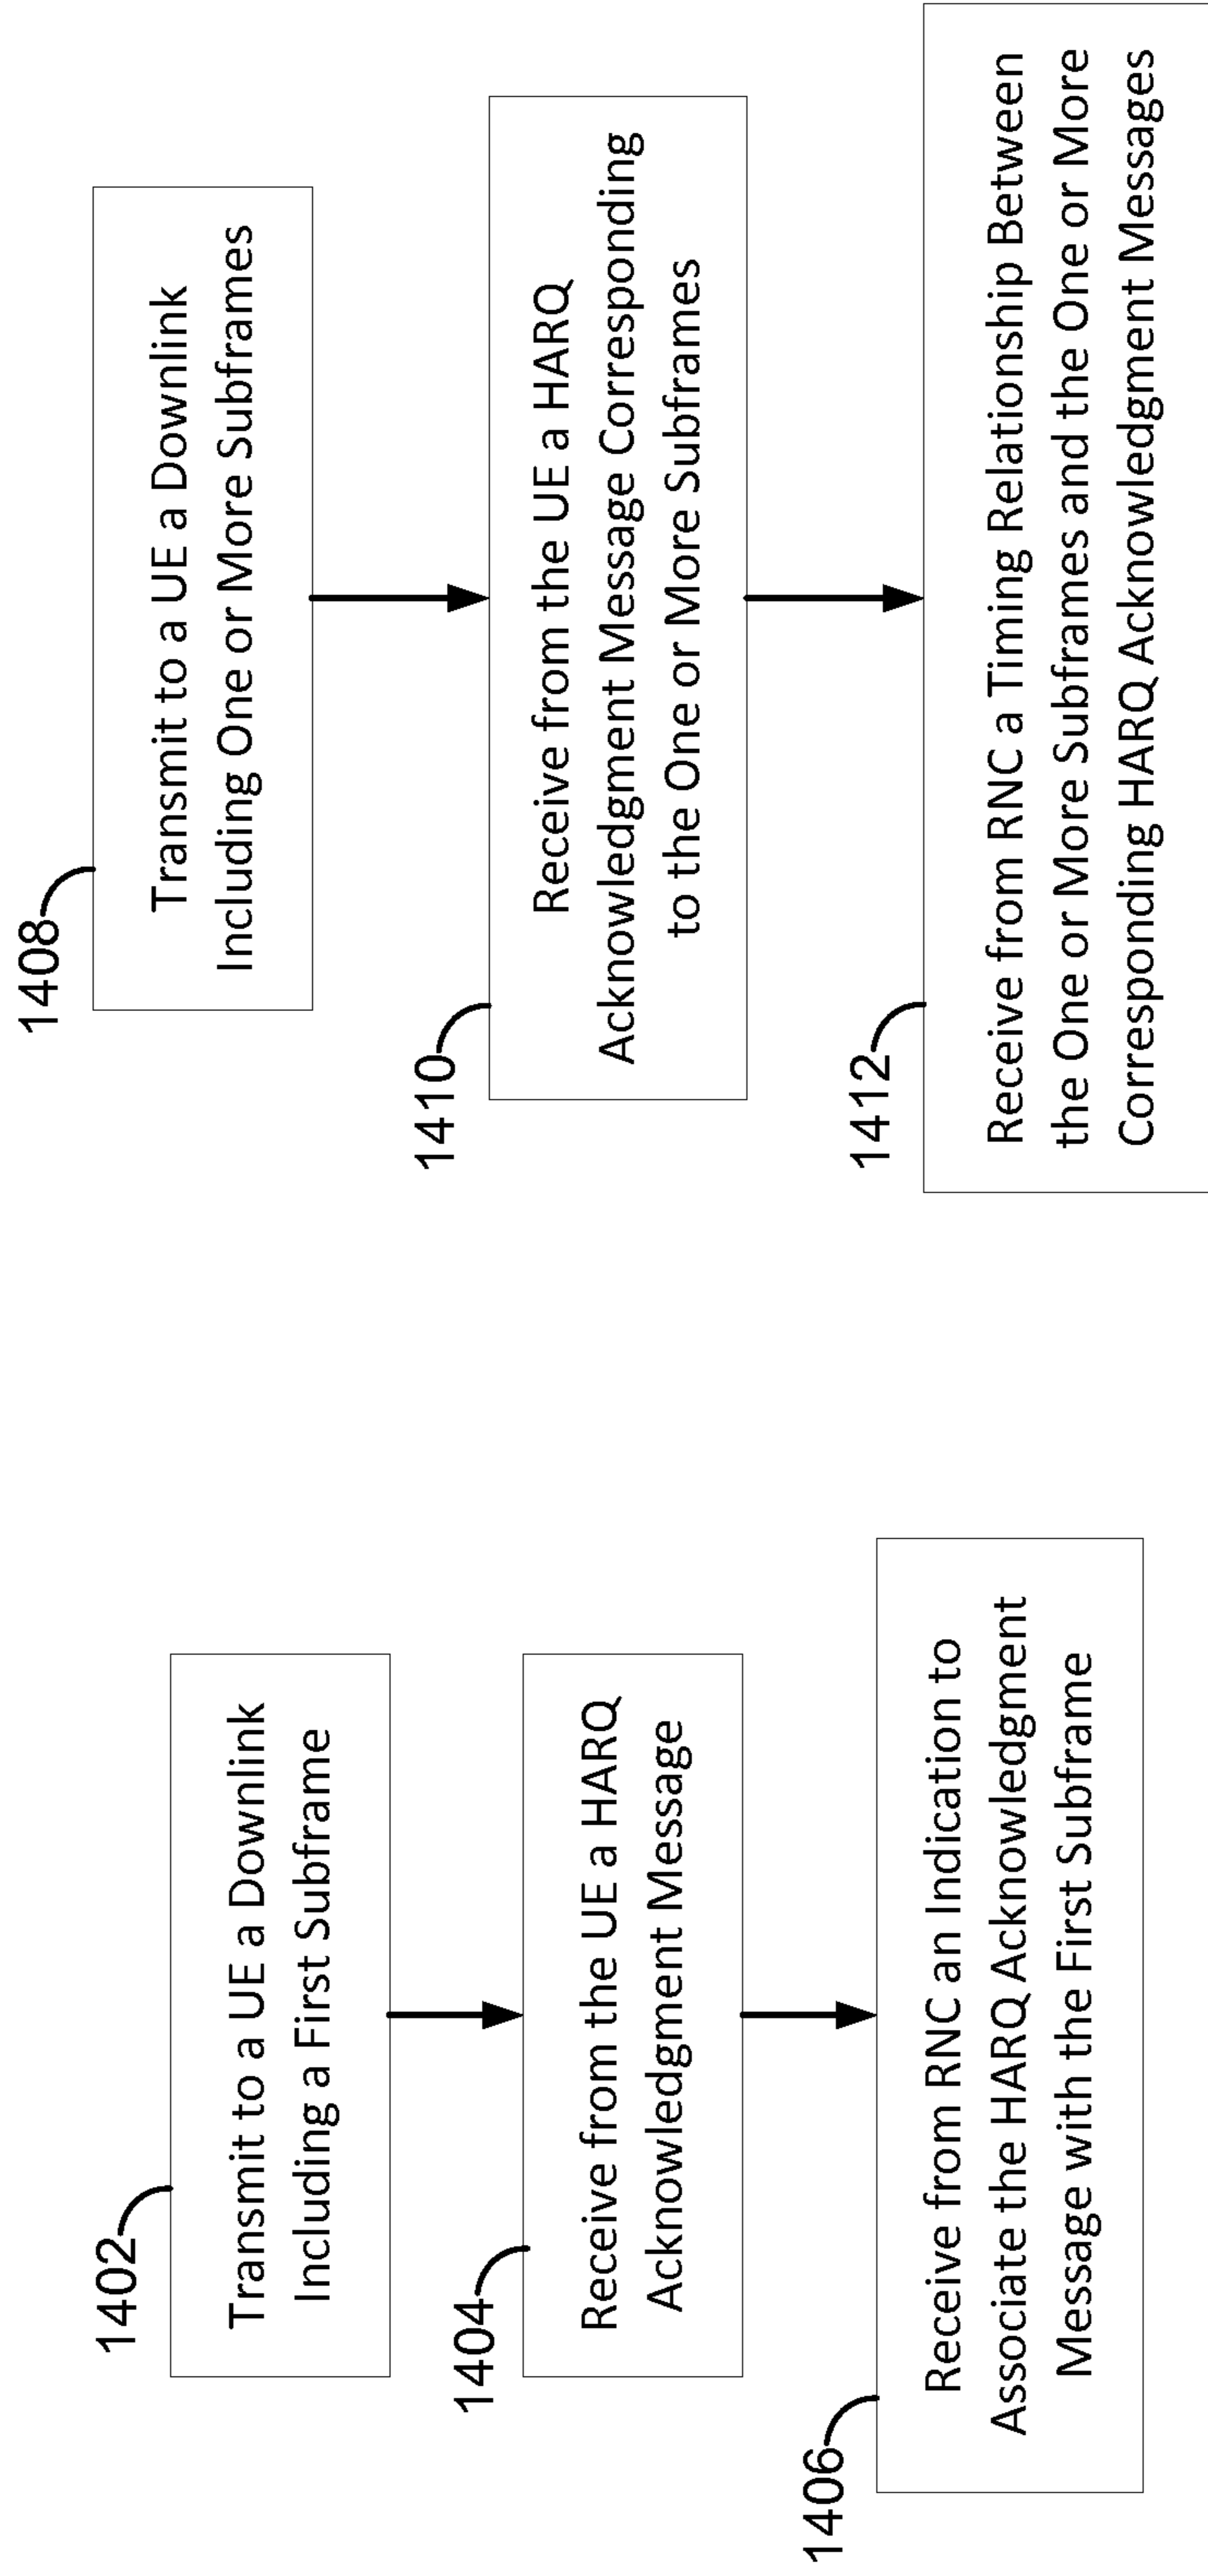 1402
Transmit to a UE a Downlink
Including a First Subframe
1404
Receive from the UE a HARQ
Acknowledgment Message
1406
Receive from RNC an Indication to
Associate the HARQ Acknowledgment
Message with the First Subframe
1408
Transmit to a UE a Downlink
Including One or More Subframes
1410
Receive from the UE a HARQ
Acknowledgment Message Corresponding
to the One or More Subframes
1412
Receive from RNC a Timing Relationship Between
the One or More Subframes and the One or More
Corresponding HARQ Acknowledgment Messages